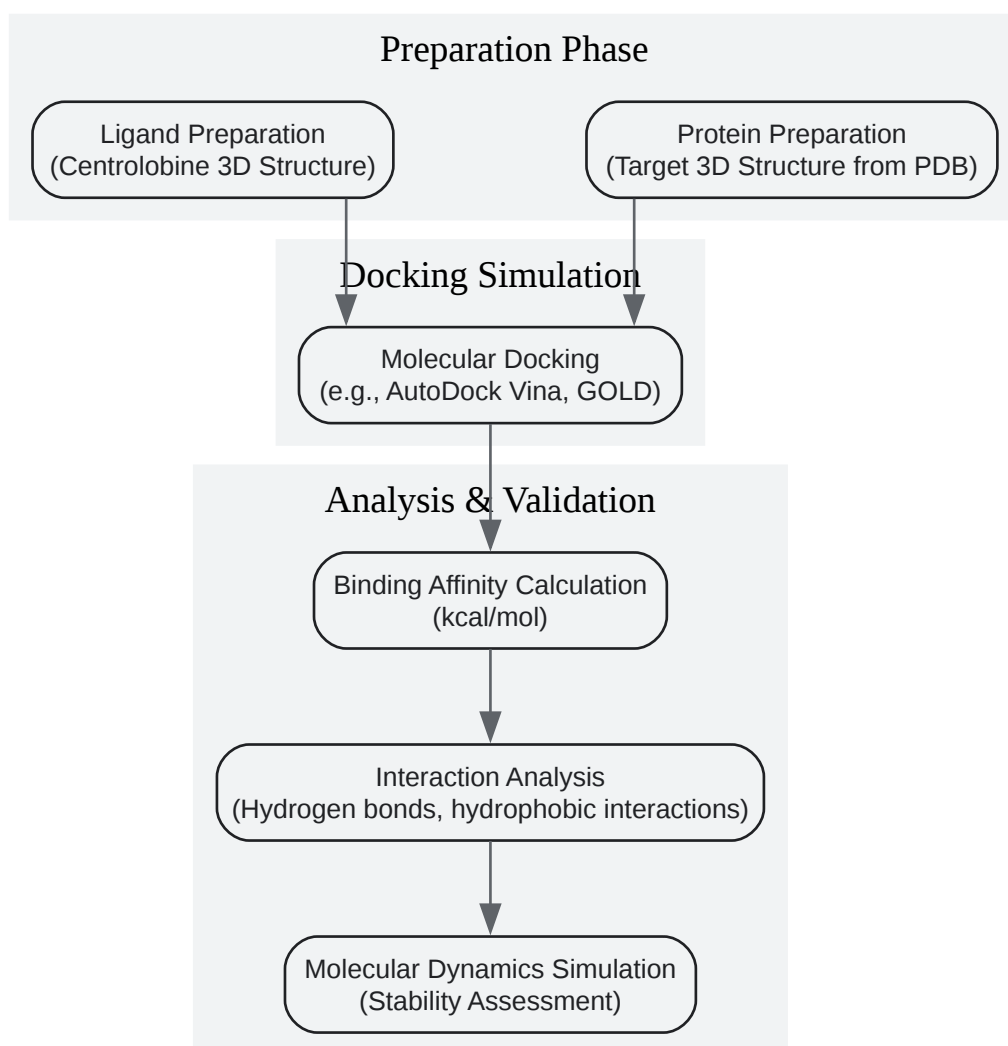 Preparation Phase
Ligand Preparation
(Centrolobine 3D Structure)
Protein Preparation
(Target 3D Structure from PDB)
Docking Simulation
Molecular Docking
(e.g., AutoDock Vina, GOLD)
Analysis & Validation
Binding Affinity Calculation
(kcal/mol)
Interaction Analysis
(Hydrogen bonds, hydrophobic interactions)
Molecular Dynamics Simulation
(Stability Assessment)